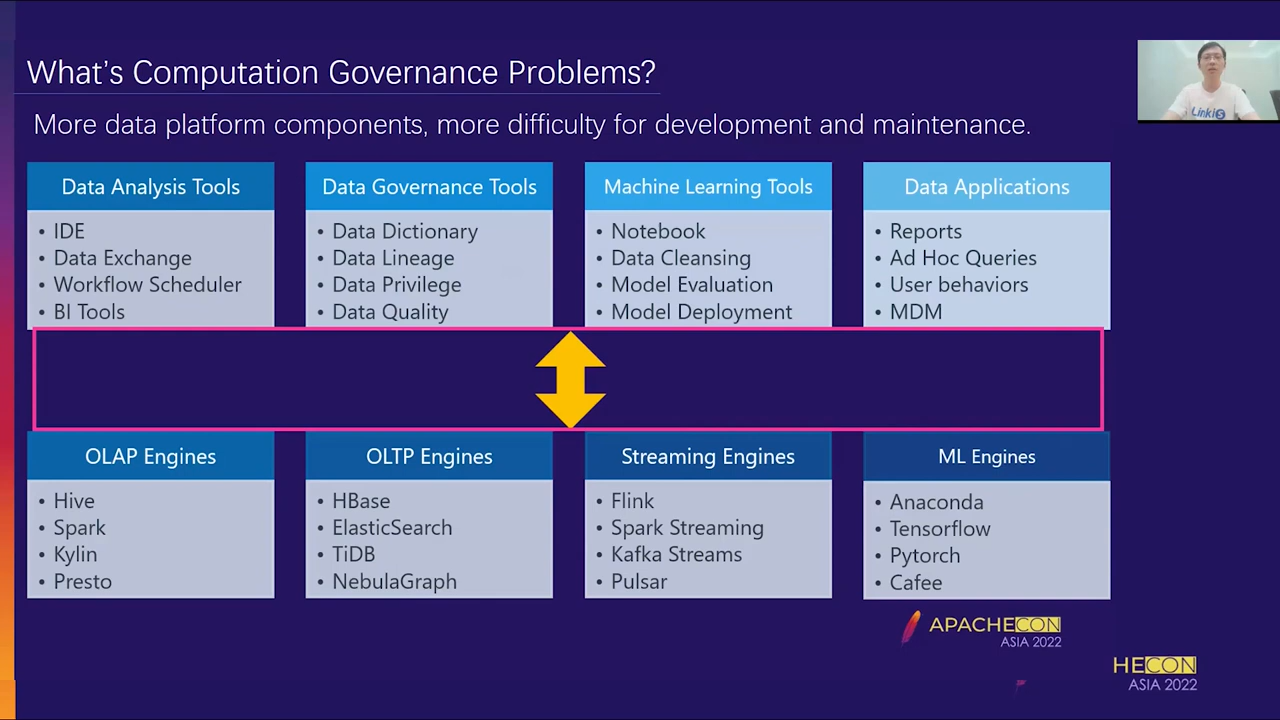 What's Computation Governance Problems?
More data platform components, more difficulty for development and maintenance.
Linkis
Data Analysis Tools
• IDE
• Data Exchange
• Workflow Scheduler
• BI Tools
Data Governance Tools
• Data Dictionary
• Data Lineage
• Data Privilege
• Data Quality
Machine Learning Tools
• Notebook
• Data Cleansing
• Model Evaluation
• Model Deployment
Data Applications
• Reports
• Ad Hoc Queries
• User behaviors
• MDM
OLAP Engines
• Hive
• Spark
• Kylin
• Presto
OLTP Engines
• HBase
• ElasticSearch
• TiDB
• NebulaGraph
Streaming Engines
• Flink
• Spark Streaming
• Kafka Streams
• Pulsar
ML Engines
• Anaconda
• Tensorflow
• Pytorch
• Cafee
APACHECON
ASIA 2022
HECON
ASIA 2022